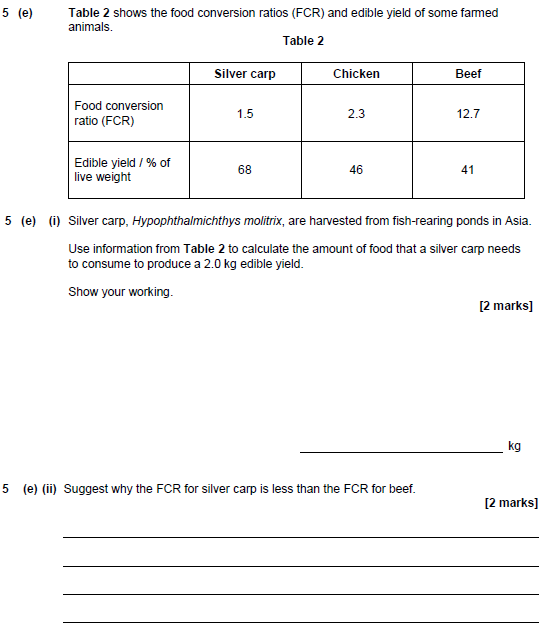 5 (e) Table 2 shows the food conversion ratios (FCR) and edible yield of some farmed
animals.
Table 2
Silver carp Chicken Beef
Food conversion
ratio (FCR) 1.5 2.3 12.7
Edible yield / % of
live weight 68 46 41
5 (e) (i) Silver carp, Hypophthalmichthys molitrix, are harvested from fish-rearing ponds in Asia.
Use information from Table 2 to calculate the amount of food that a silver carp needs
to consume to produce a 2.0 kg edible yield.
Show your working.
[2 marks]
kg
5 (e) (ii) Suggest why the FCR for silver carp is less than the FCR for beef.
[2 marks]